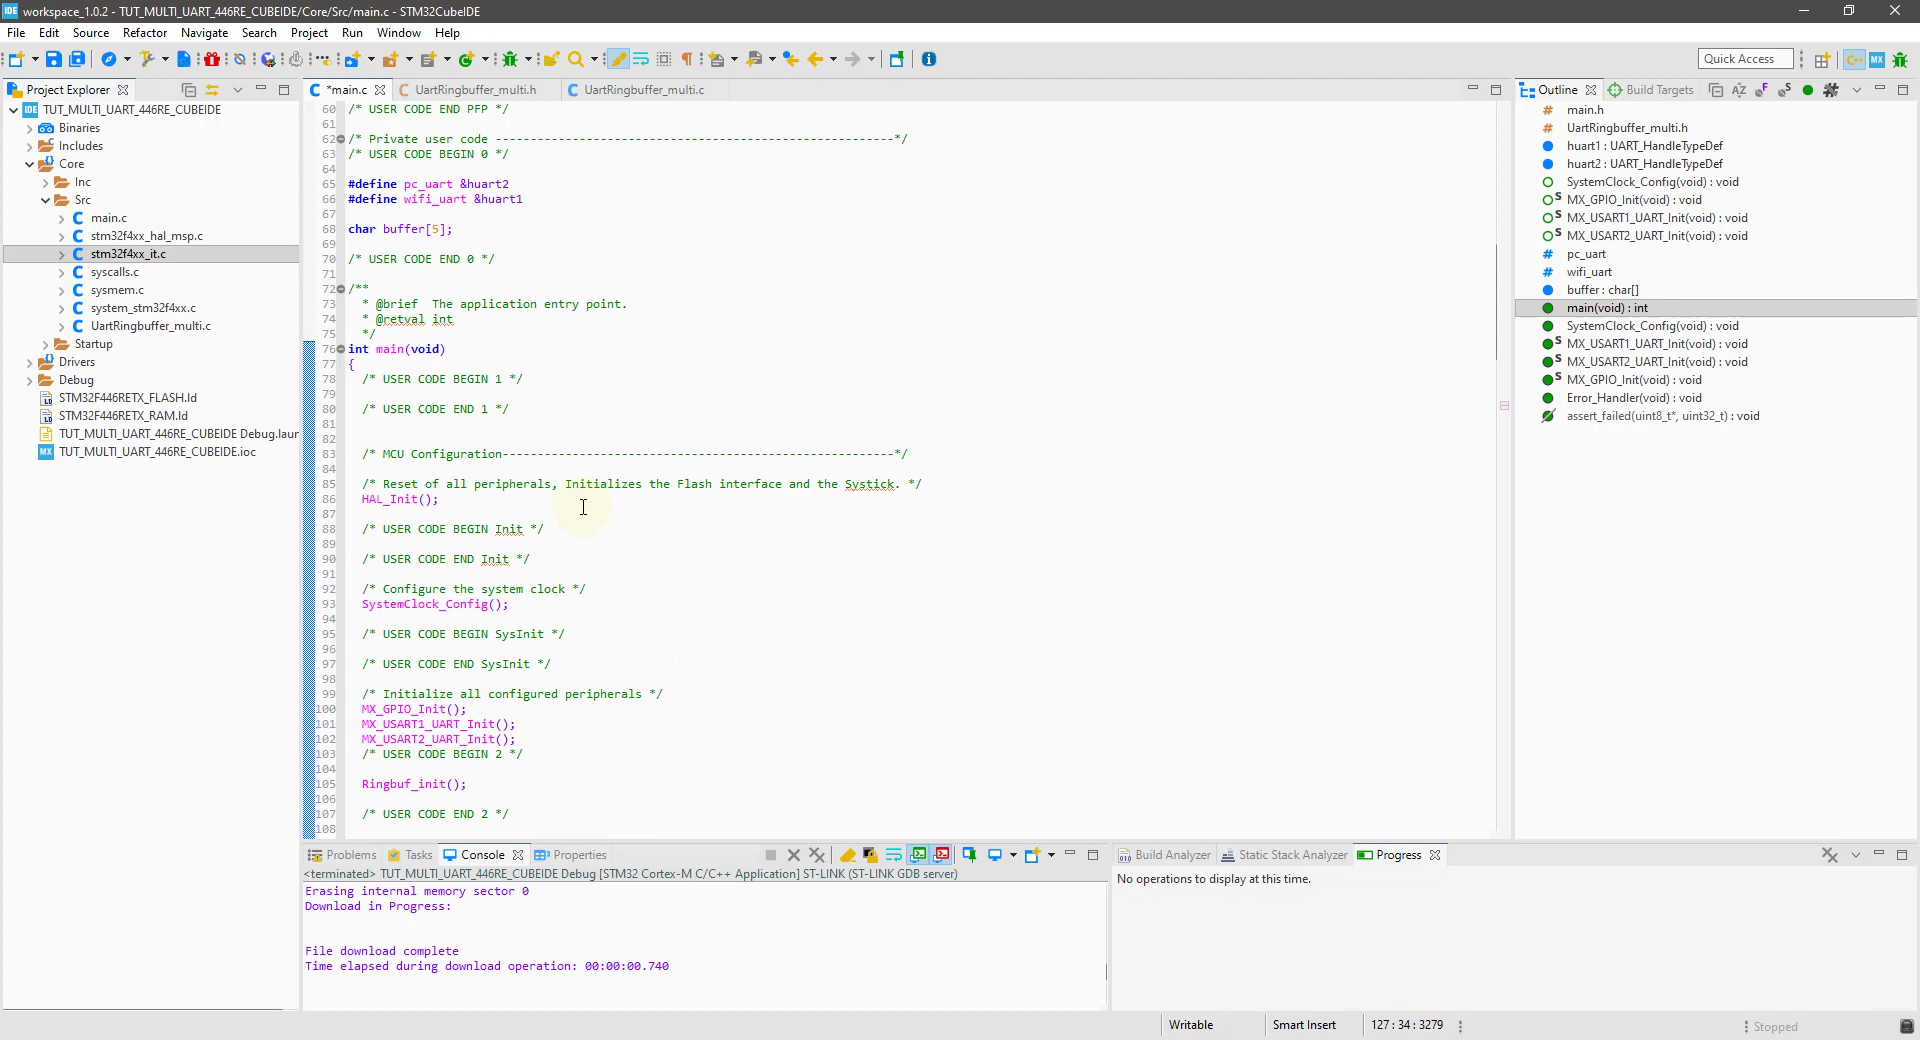 workspace_1.0.2 - TUT_MULTI_UART_446RE_CUBEIDE/Core/Src/main.c - STM32CubeIDE
File Edit Source Refactor Navigate Search Project Run Window Help
Quick Access
Project Explorer
TUT_MULTI_UART_446RE_CUBEIDE
Binaries
Includes
Core
Inc
Src
main.c
stm32f4xx_hal_msp.c
stm32f4xx_it.c
syscalls.c
sysmem.c
system_stm32f4xx.c
UartRingbuffer_multi.c
Startup
Drivers
Debug
STM32F446RETX_FLASH.ld
STM32F446RETX_RAM.ld
TUT_MULTI_UART_446RE_CUBEIDE Debug.laur
TUT_MULTI_UART_446RE_CUBEIDE.ioc
*main.c UartRingbuffer_multi.h UartRingbuffer_multi.c
60 /* USER CODE END PFP */
61
62 /* Private user code ---------------------------------------------------------*/
63 /* USER CODE BEGIN 0 */
64
65 #define pc_uart &huart2
66 #define wifi_uart &huart1
67
68 char buffer[5];
69
70 /* USER CODE END 0 */
71
72 /**
73 * @brief  The application entry point.
74 * @retval int
75 */
76 int main(void)
77 {
78 /* USER CODE BEGIN 1 */
79
80 /* USER CODE END 1 */
81
82
83 /* MCU Configuration--------------------------------------------------------*/
84
85 /* Reset of all peripherals, Initializes the Flash interface and the Systick. */
86 HAL_Init();
87
88 /* USER CODE BEGIN Init */
89
90 /* USER CODE END Init */
91
92 /* Configure the system clock */
93 SystemClock_Config();
94
95 /* USER CODE BEGIN SysInit */
96
97 /* USER CODE END SysInit */
98
99 /* Initialize all configured peripherals */
100 MX_GPIO_Init();
101 MX_USART1_UART_Init();
102 MX_USART2_UART_Init();
103 /* USER CODE BEGIN 2 */
104
105 Ringbuf_init();
106
107 /* USER CODE END 2 */
108
Outline Build Targets
main.h
UartRingbuffer_multi.h
huart1 : UART_HandleTypeDef
huart2 : UART_HandleTypeDef
SystemClock_Config(void) : void
MX_GPIO_Init(void) : void
MX_USART1_UART_Init(void) : void
MX_USART2_UART_Init(void) : void
pc_uart
wifi_uart
buffer : char[]
main(void) : int
SystemClock_Config(void) : void
MX_USART1_UART_Init(void) : void
MX_USART2_UART_Init(void) : void
MX_GPIO_Init(void) : void
Error_Handler(void) : void
assert_failed(uint8_t*, uint32_t) : void
Problems Tasks Console Properties
<terminated> TUT_MULTI_UART_446RE_CUBEIDE Debug [STM32 Cortex-M C/C++ Application] ST-LINK (ST-LINK GDB server)
Erasing internal memory sector 0
Download in Progress:
File download complete
Time elapsed during download operation: 00:00:00.740
Build Analyzer Static Stack Analyzer Progress
No operations to display at this time.
Writable Smart Insert 127 : 34 : 3279 Stopped